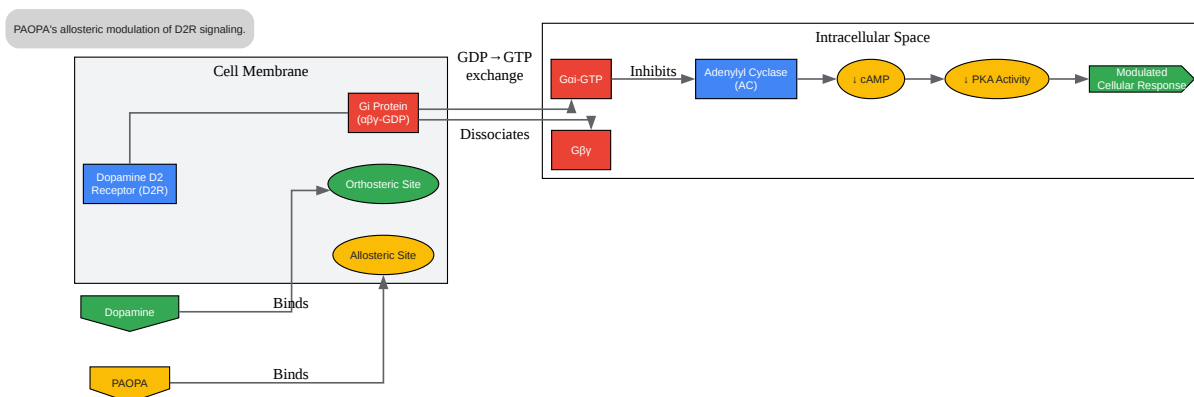 PAOPA's allosteric modulation of D2R signaling.
Cell Membrane
Gi Protein
(αβγ-GDP)
Dopamine D2
Receptor (D2R)
Orthosteric Site
Allosteric Site
Dopamine
Binds
PAOPA
Binds
GDP→GTP
exchange
Dissociates
Intracellular Space
Gαi-GTP
Inhibits
Adenylyl Cyclase
(AC)
↓ cAMP
↓ PKA Activity
Modulated
Cellular Response
Gβγ